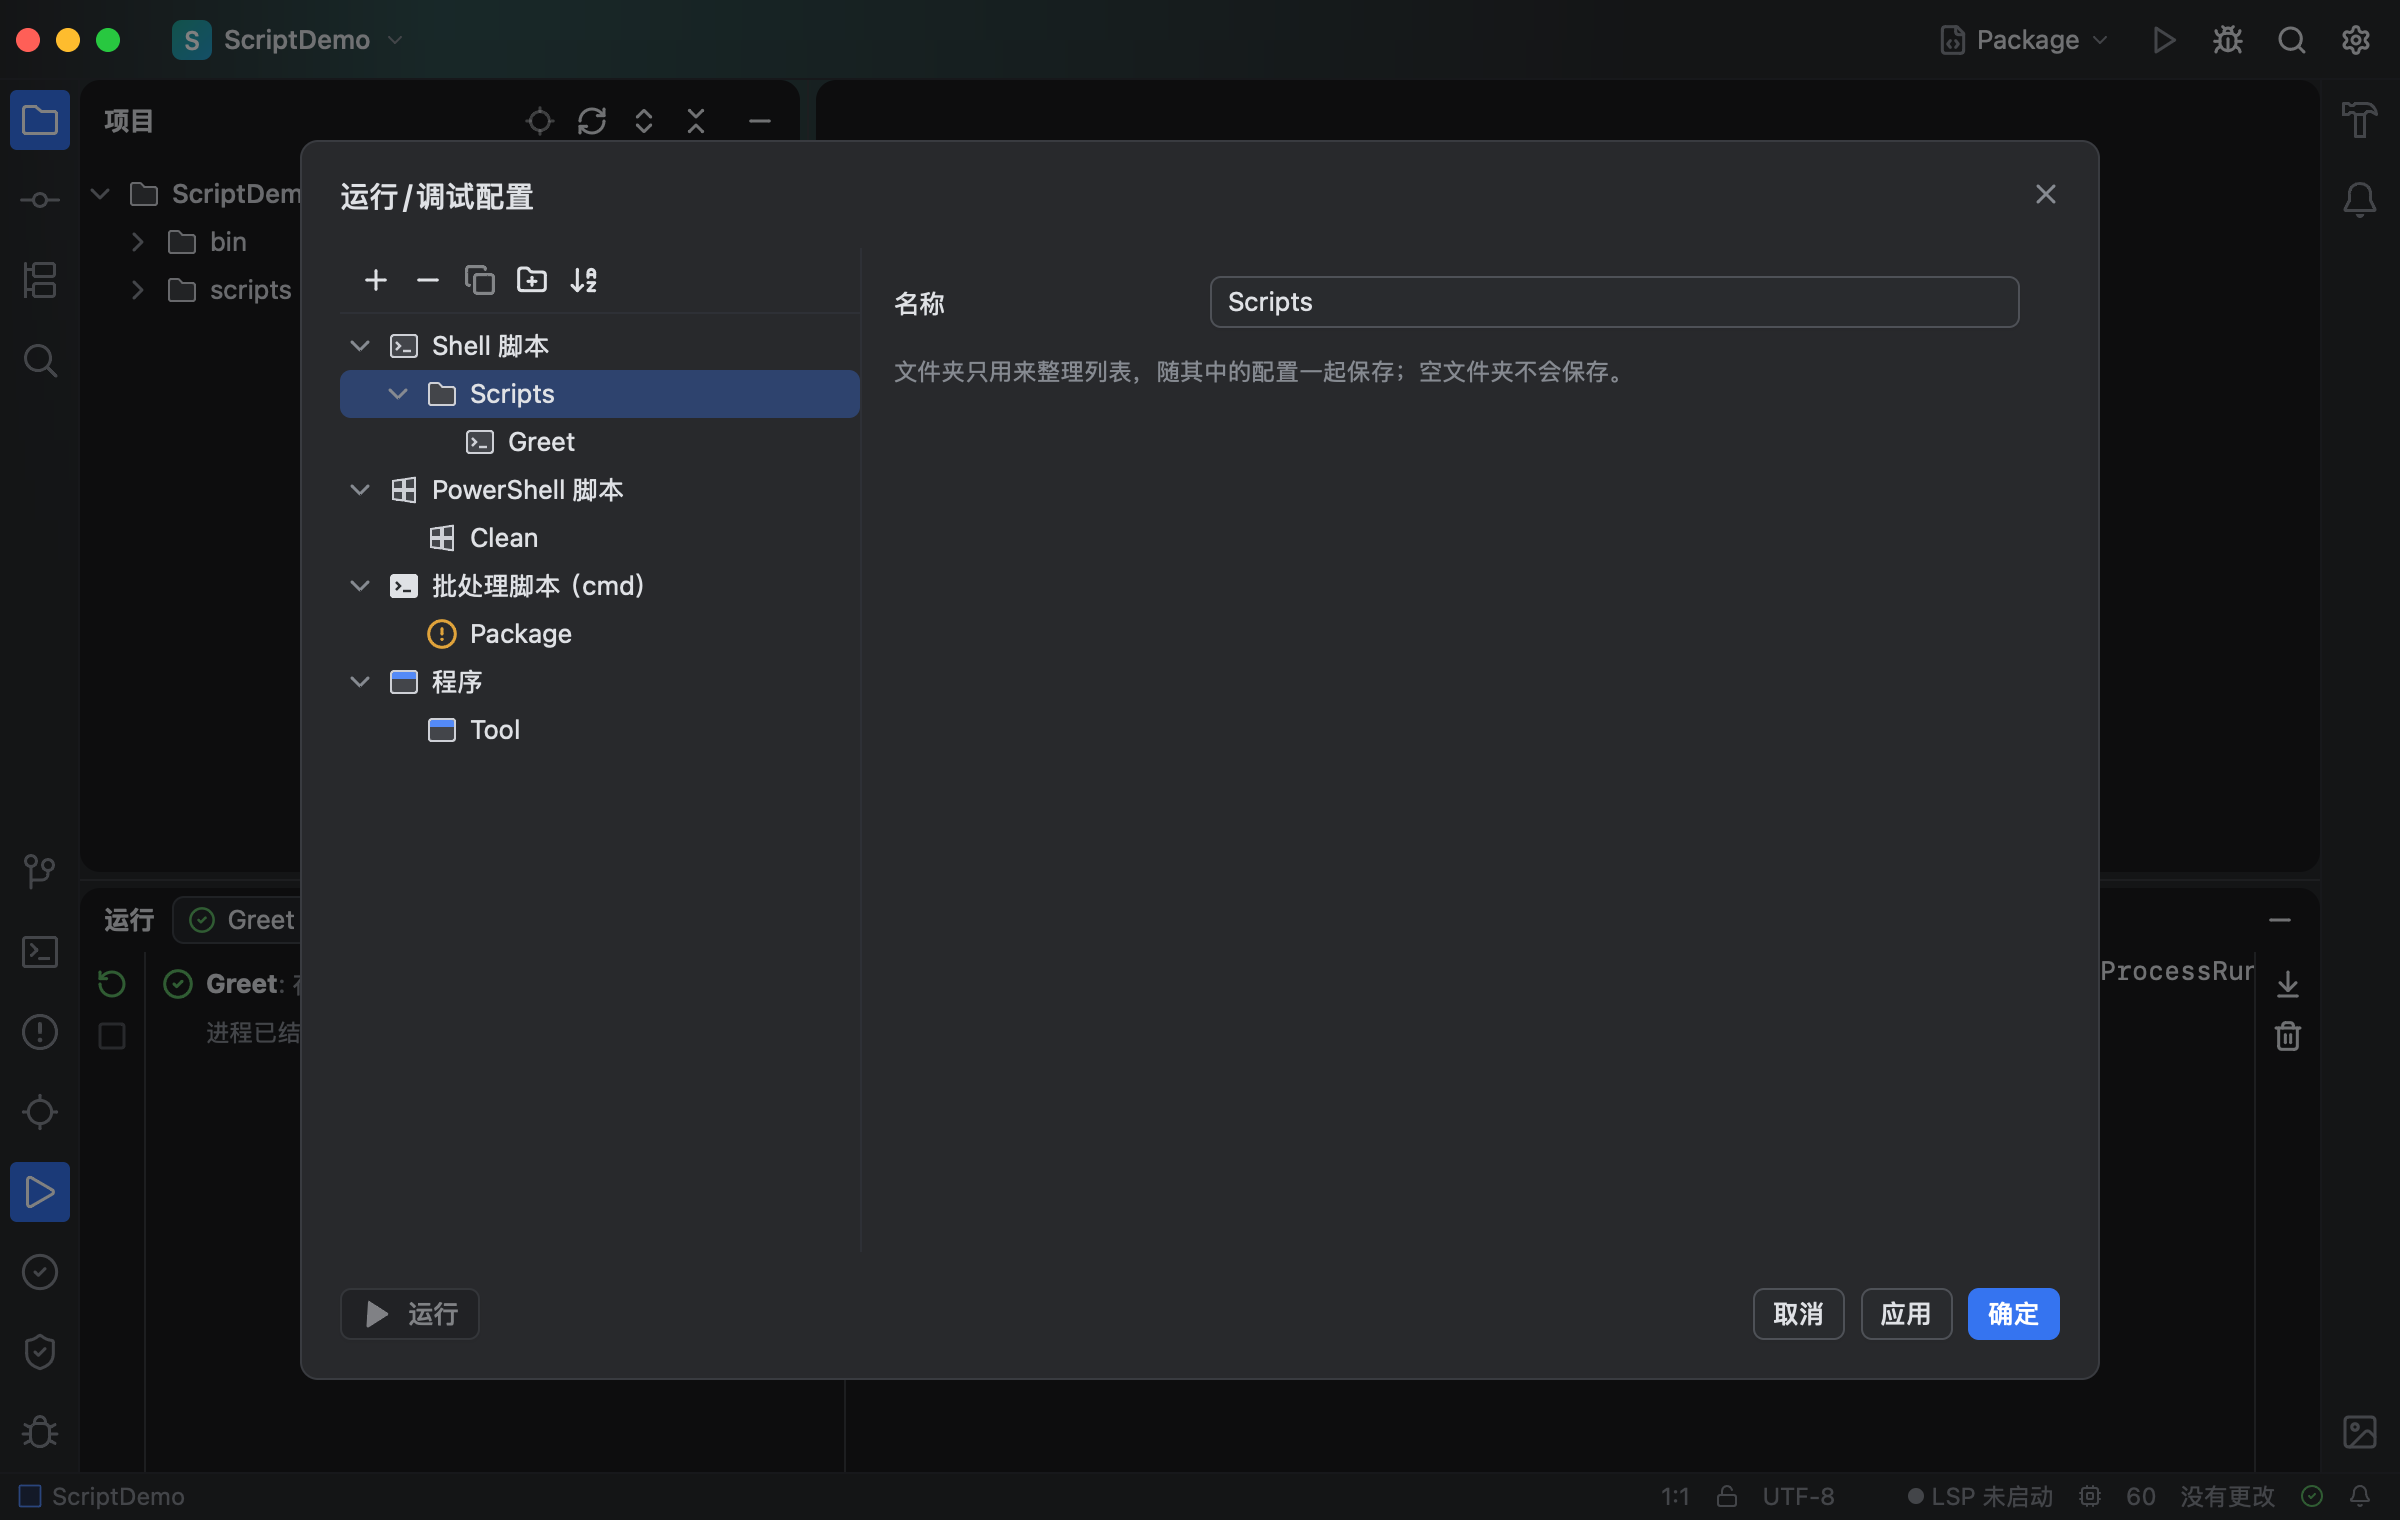 S ScriptDemo
Package
项目
ScriptDem
bin
scripts
运行/调试配置
Shell 脚本
Scripts
Greet
PowerShell 脚本
Clean
批处理脚本（cmd）
Package
程序
Tool
名称
Scripts
文件夹只用来整理列表，随其中的配置一起保存；空文件夹不会保存。
运行
取消
应用
确定
运行
Greet
Greet:
进程已结
ProcessRun
ScriptDemo
1:1
UTF-8
LSP 未启动
60
没有更改